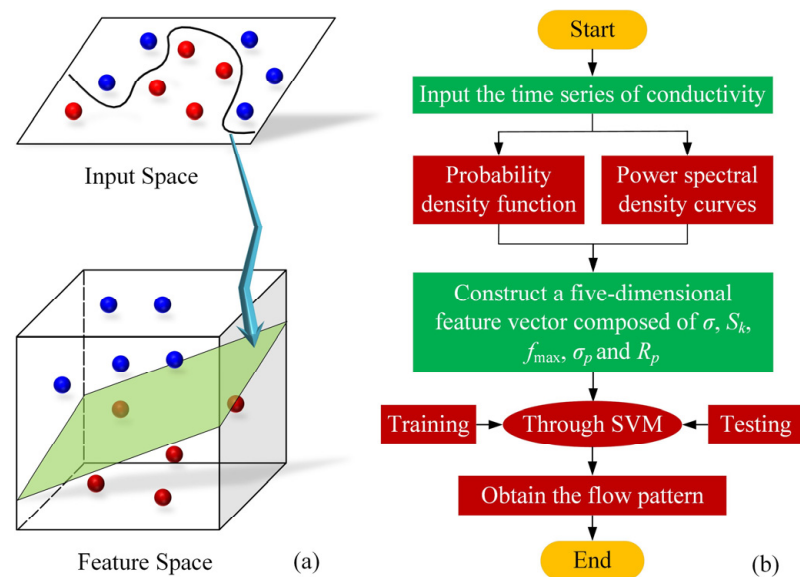 Input Space
Feature Space
(a)
Start
Input the time series of conductivity
Probability
density function
Power spectral
density curves
Construct a five-dimensional
feature vector composed of σ, Sₖ,
fmax, σₚ and Rₚ
Training
Through SVM
Testing
Obtain the flow pattern
End
(b)